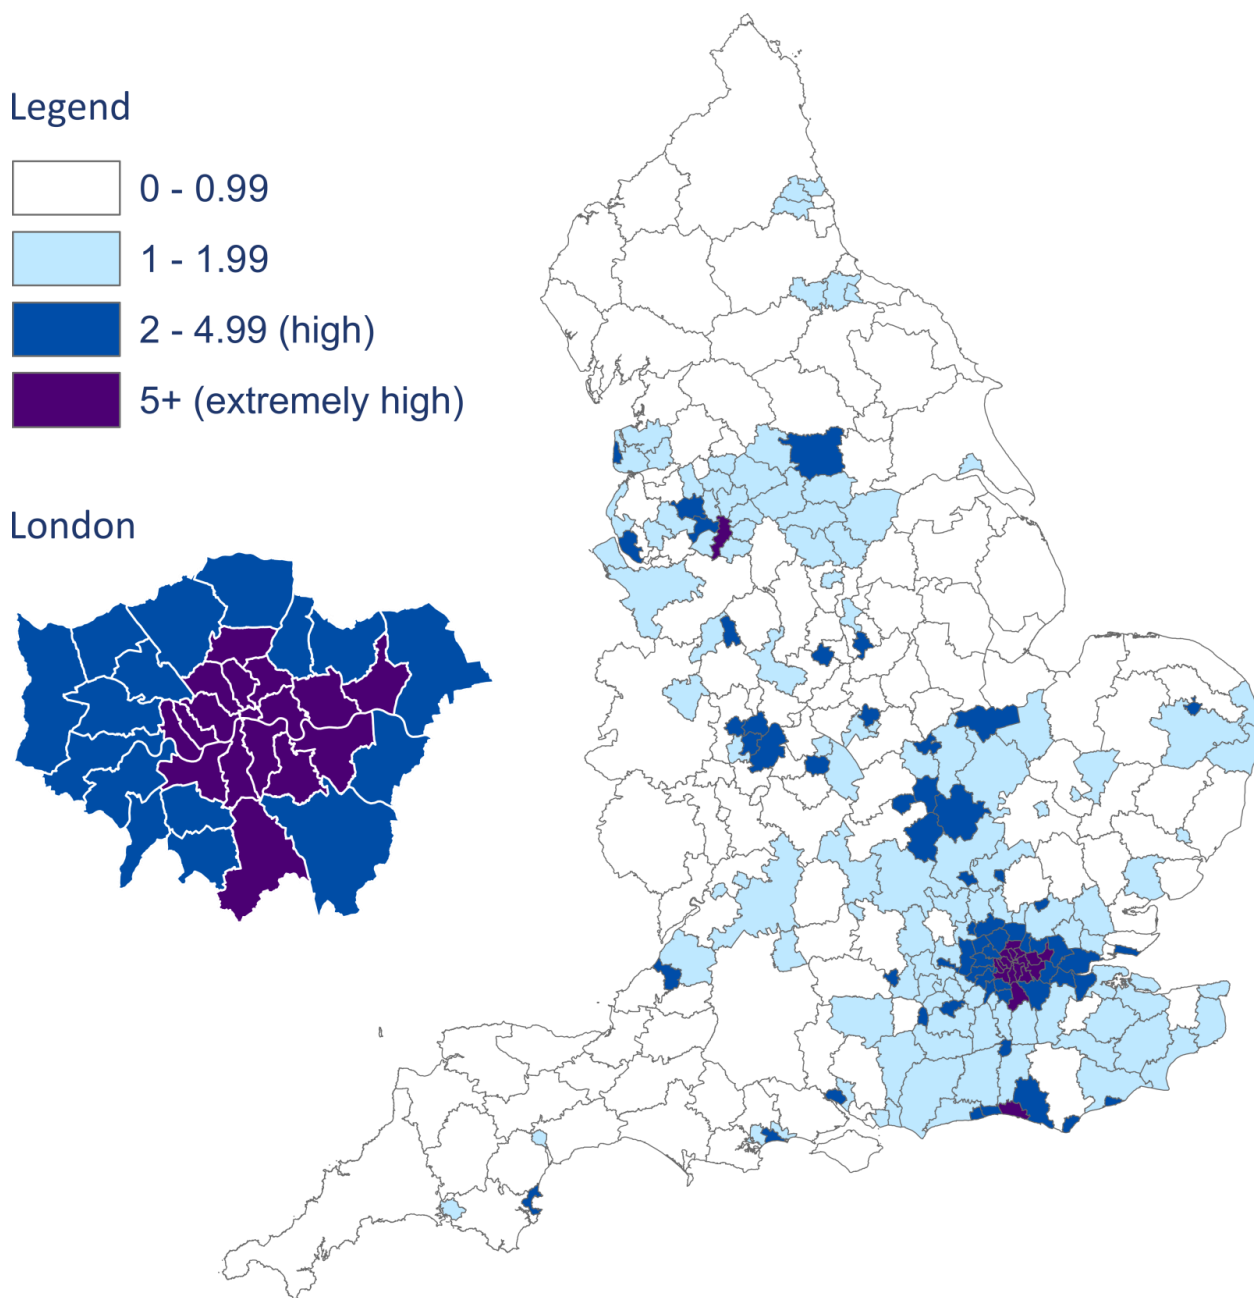 Legend
0 - 0.99
1 - 1.99
2 - 4.99 (high)
5+ (extremely high)
London